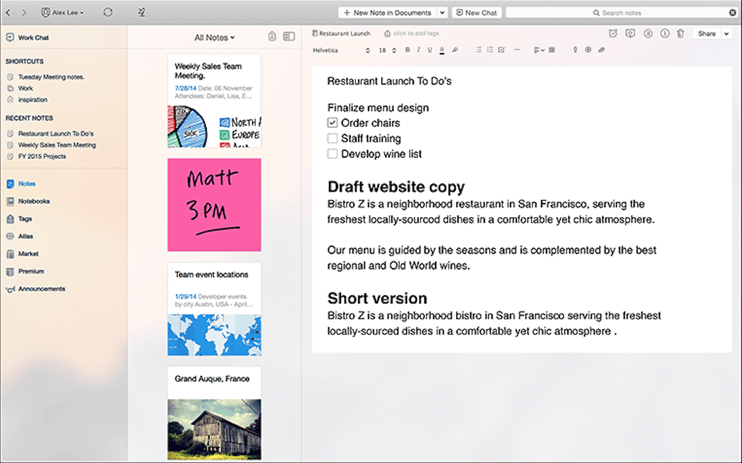 Alex Lee
New Note in Documents
New Chat
Search notes
Work Chat
SHORTCUTS
Tuesday Meeting notes.
Work
Inspiration
RECENT NOTES
Restaurant Launch To Do's
Weekly Sales Team Meeting
FY 2015 Projects
Notes
Notebooks
Tags
Atlas
Market
Premium
Announcements
All Notes
Weekly Sales Team
Meeting.
7/28/14 Date: 06 November
Attendees: Daniel, Lisa, E...
NORTH A
EUROPE
matt
3PM
Team event locations
1/29/14 Developer events
by city Austin, USA - April...
Grand Auque, France
Restaurant Launch
click to add tags
Share
Helvetica 18 B I U a
Restaurant Launch To Do's
Finalize menu design
Order chairs
Staff training
Develop wine list
Draft website copy
Bistro Z is a neighborhood restaurant in San Francisco, serving the
freshest locally-sourcod dishes in a comfortable yet chic atmosphere.
Our menu is guided by the seasons and is complemented by the best
regional and Old World wines.
Short version
Bistro Z is a neighborhood bistro in San Francisco serving the freshest
locally-sourced dishes in a comfortable yet chic atmosphere .